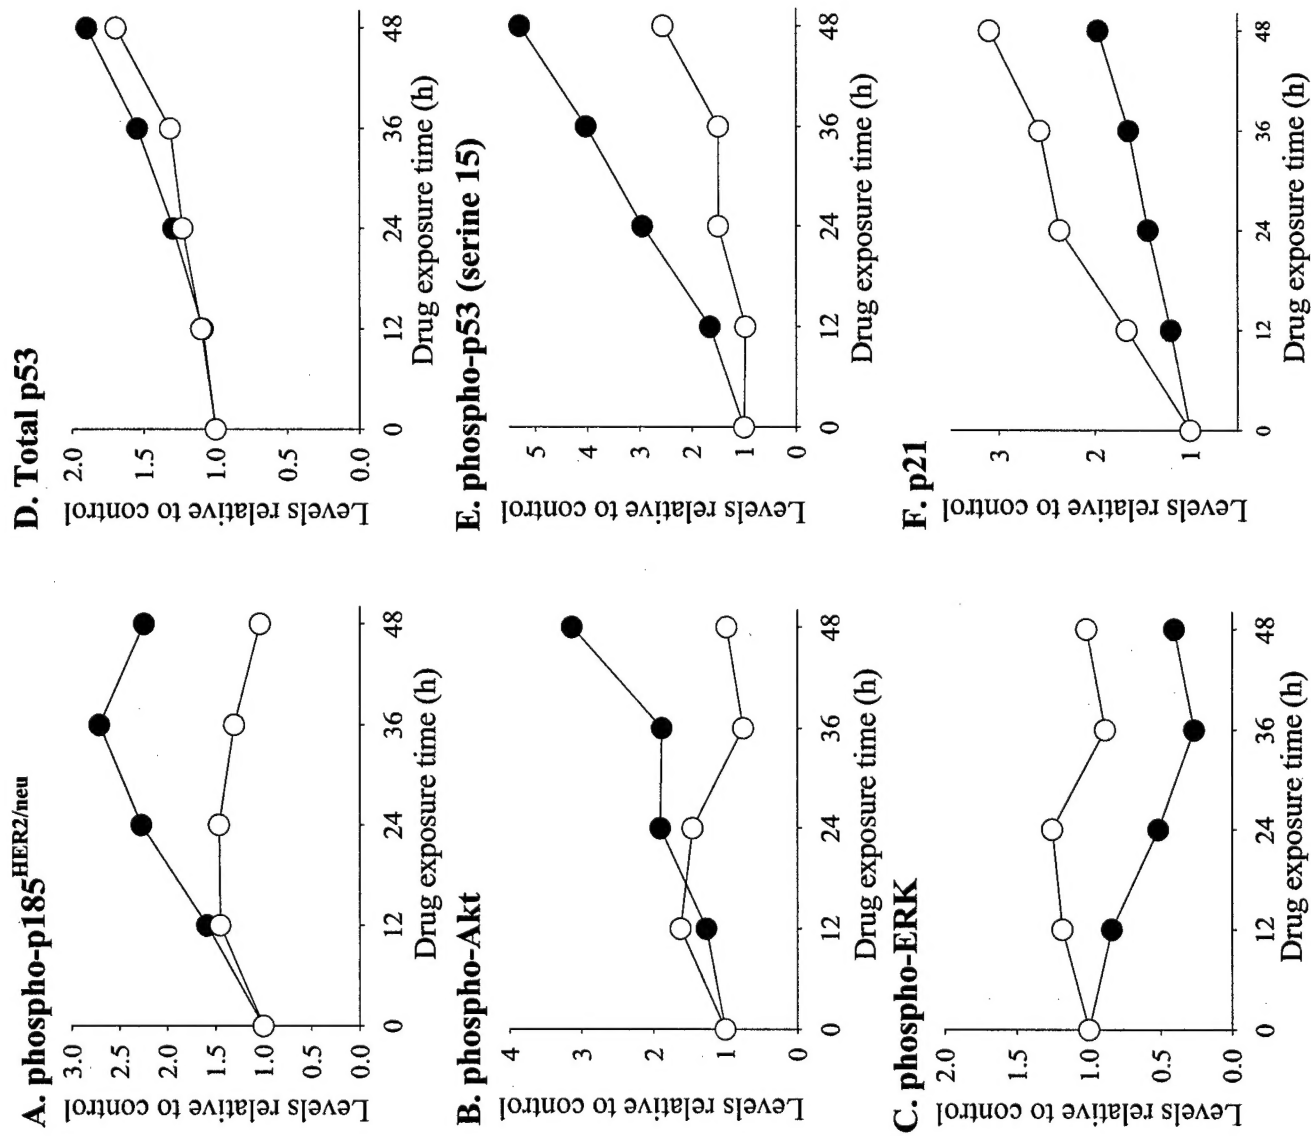 A. phospho-p185HER2/neu
Levels relative to control
3.0
2.5
2.0
1.5
1.0
0.5
0.0
0 12 24 36 48
Drug exposure time (h)
B. phospho-Akt
Levels relative to control
4
3
2
1
0
0 12 24 36 48
Drug exposure time (h)
C. phospho-ERK
Levels relative to control
2.0
1.5
1.0
0.5
0.0
0 12 24 36 48
Drug exposure time (h)
D. Total p53
Levels relative to control
2.0
1.5
1.0
0.5
0.0
0 12 24 36 48
Drug exposure time (h)
E. phospho-p53 (serine 15)
Levels relative to control
5
4
3
2
1
0
0 12 24 36 48
Drug exposure time (h)
F. p21
Levels relative to control
3
2
1
0 12 24 36 48
Drug exposure time (h)